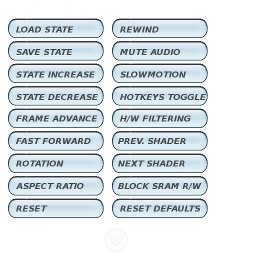 LOAD STATE
REWIND
SAVE STATE
MUTE AUDIO
STATE INCREASE
SLOWMOTION
STATE DECREASE
HOTKEYS TOGGLE
FRAME ADVANCE
H/W FILTERING
FAST FORWARD
PREV. SHADER
ROTATION
NEXT SHADER
ASPECT RATIO
BLOCK SRAM R/W
RESET
RESET DEFAULTS